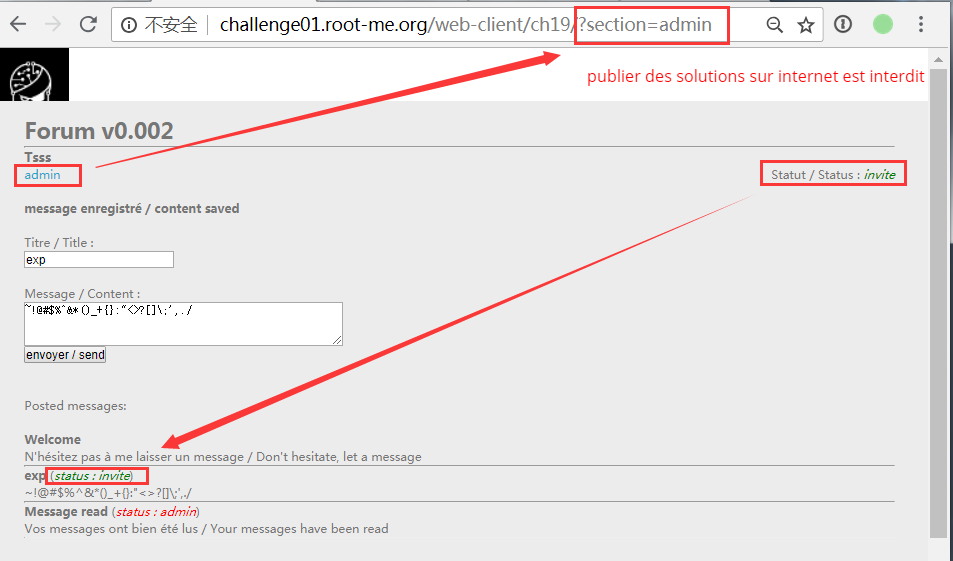 不安全 challenge01.root-me.org/web-client/ch19/?section=admin
publier des solutions sur internet est interdit
Forum v0.002
Tsss
admin
Statut / Status : invite
message enregistré / content saved
Titre / Title :
exp
Message / Content :
~!@#$%^&*()_+{}:"<>?[]\;',./
envoyer / send
Posted messages:
Welcome
N'hésitez pas à me laisser un message / Don't hesitate, let a message
exp (status : invite)
~!@#$%^&*()_+{}:"<>?[]\;',./
Message read (status : admin)
Vos messages ont bien été lus / Your messages have been read